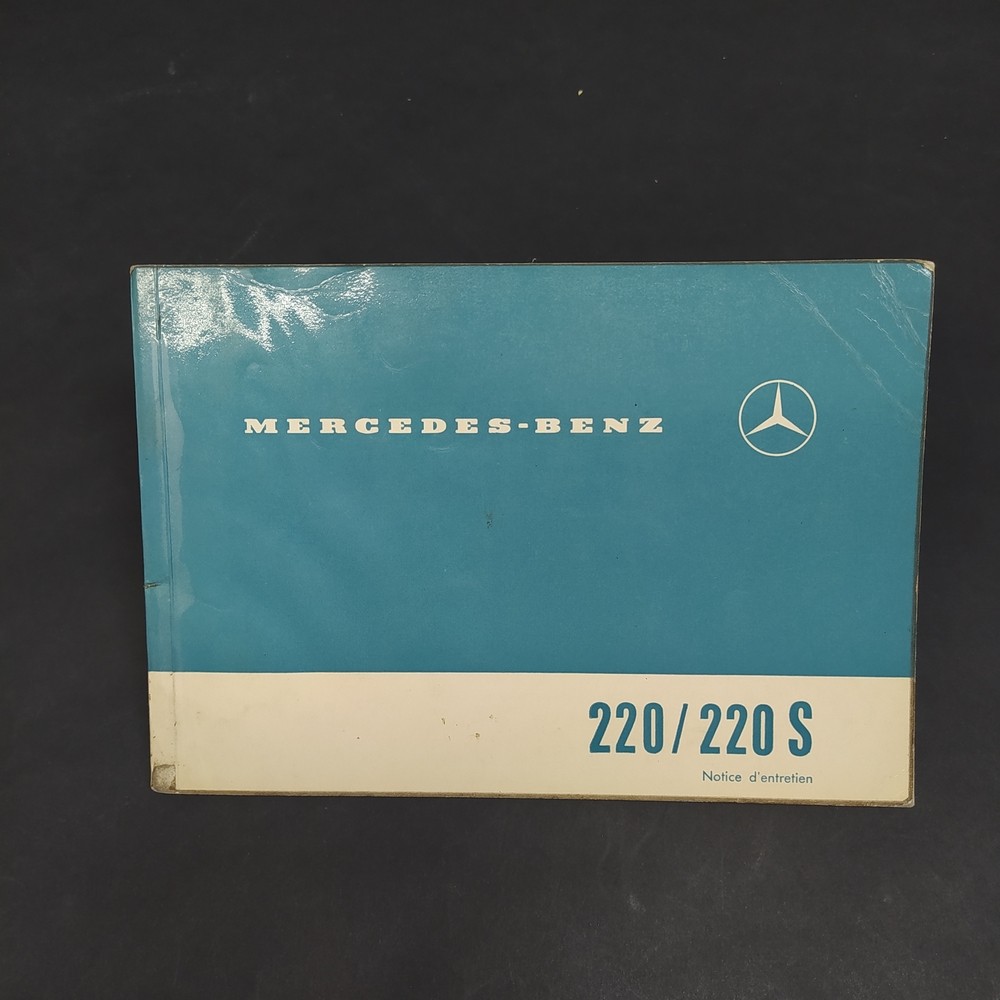 MERCEDES-BENZ
220/220 S
Notice d'entretien